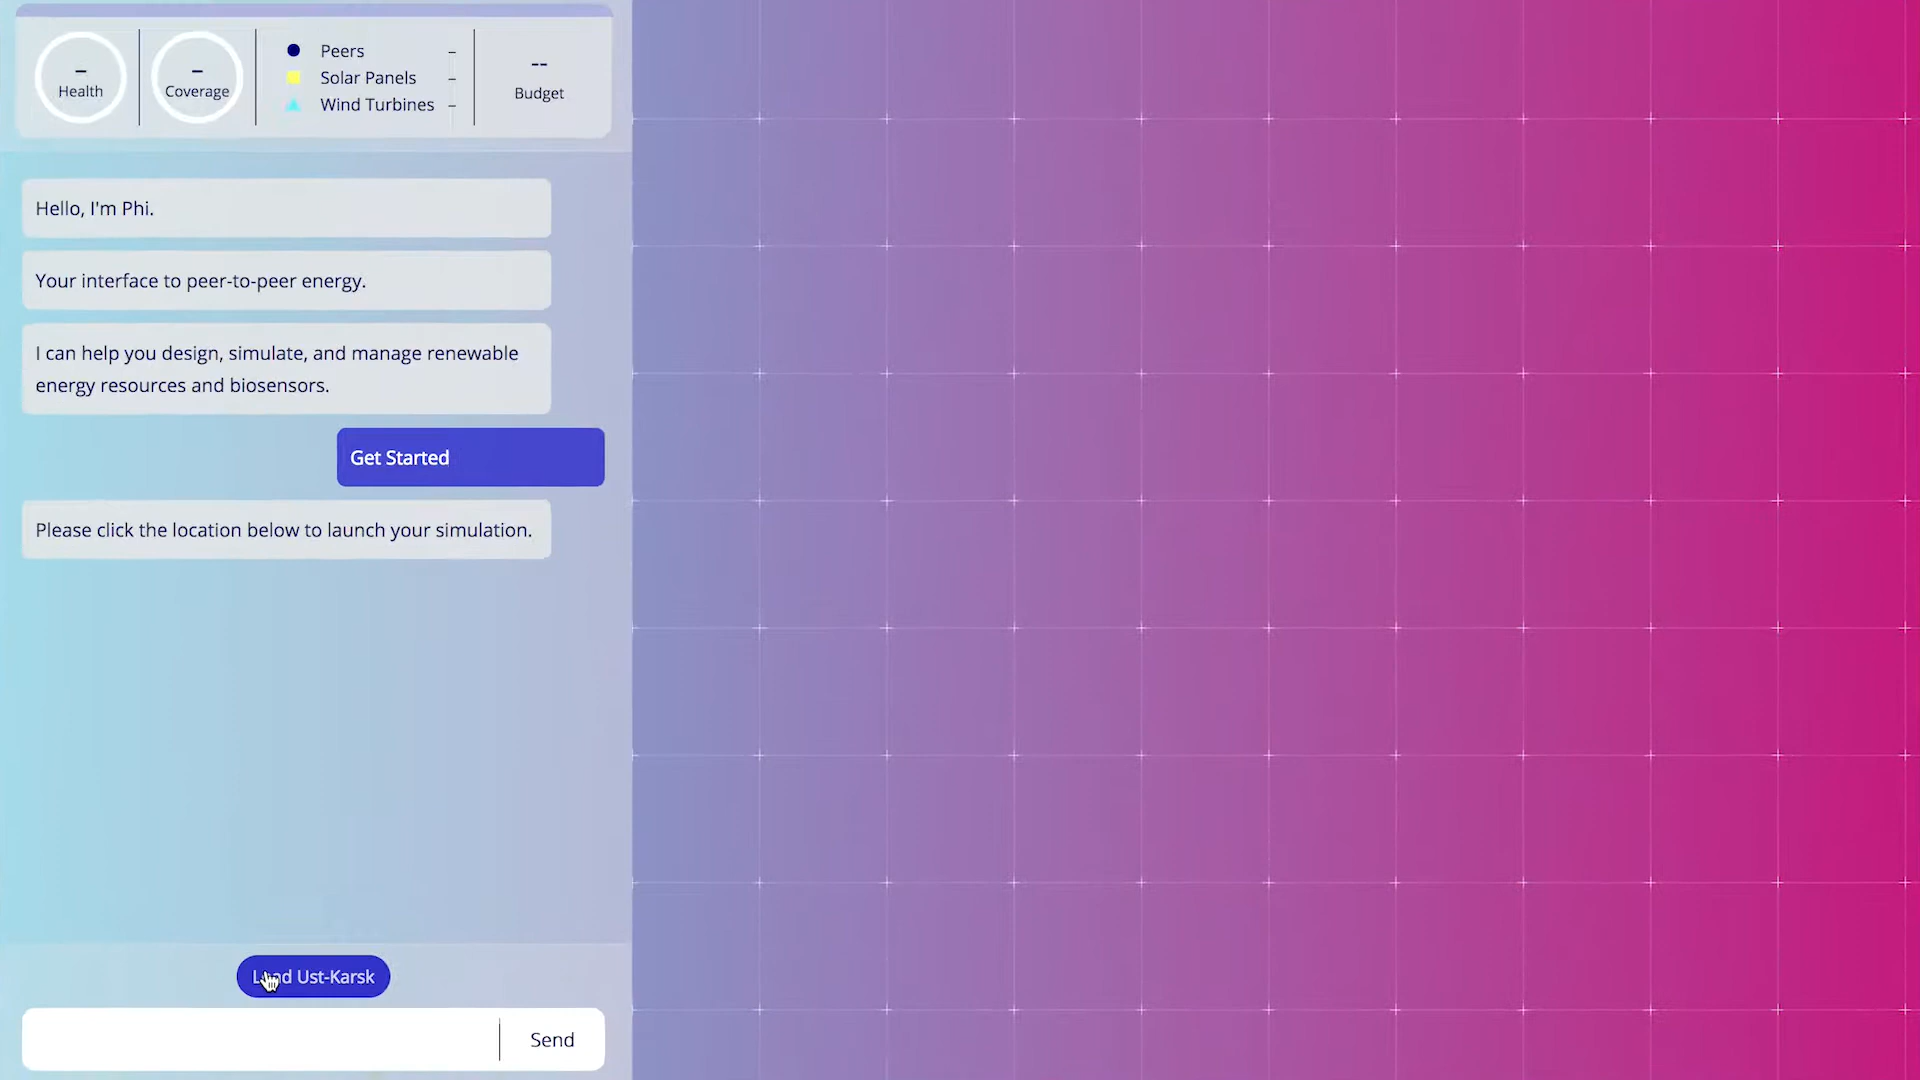 –
Health
–
Coverage
Peers –
Solar Panels –
Wind Turbines –
--
Budget
Hello, I'm Phi.
Your interface to peer-to-peer energy.
I can help you design, simulate, and manage renewable
energy resources and biosensors.
Get Started
Please click the location below to launch your simulation.
Ust-Karsk
Send